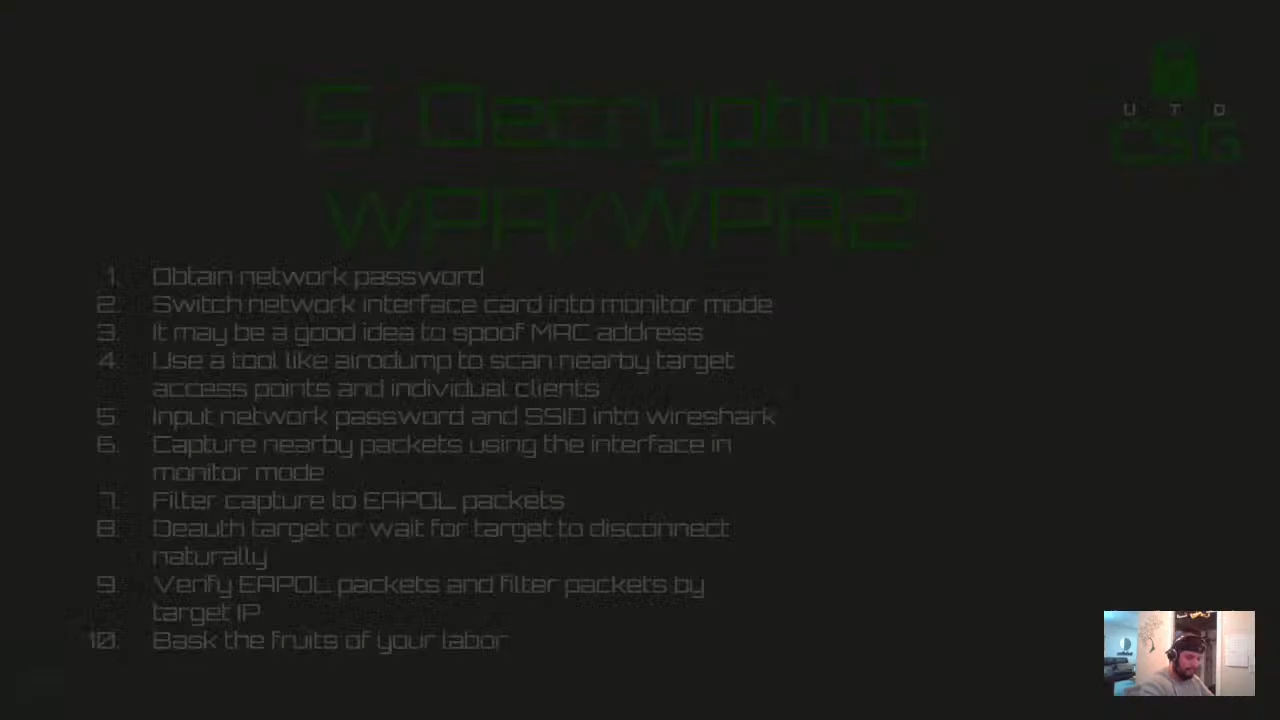 U T D
CSG
5 Decrypting
WPA/WPA2
1. Obtain network password
2. Switch network interface card into monitor mode
3. It may be a good idea to spoof MAC address
4. Use a tool like airodump to scan nearby target
access points and individual clients
5. Input network password and SSID into wireshark
6. Capture nearby packets using the interface in
monitor mode
7. Filter capture to EAPOL packets
8. Deauth target or wait for target to disconnect
naturally
9. Verify EAPOL packets and filter packets by
target IP
10. Bask the fruits of your labor